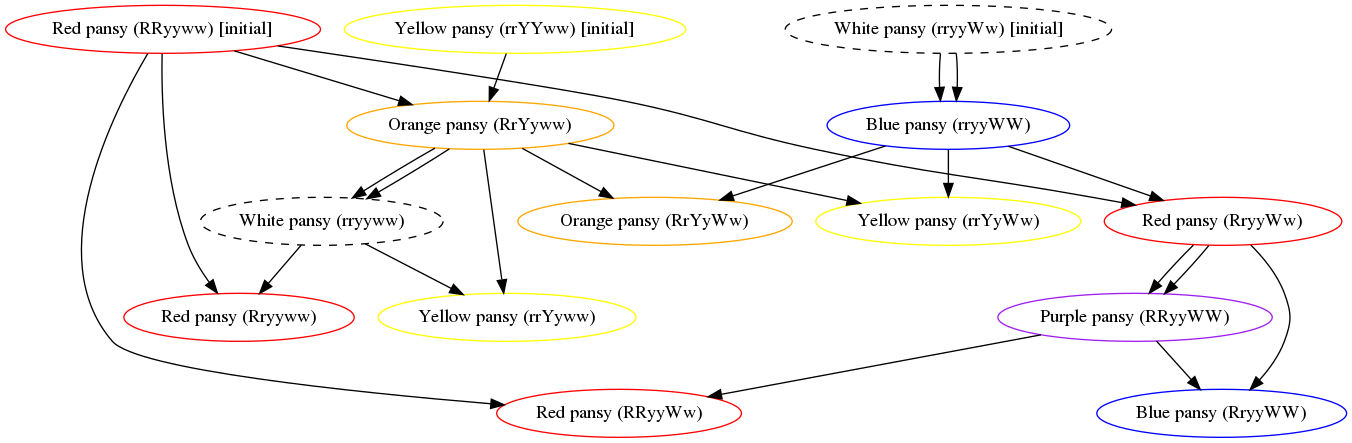 Red pansy (RRyyww) [initial]
Yellow pansy (rrYYww) [initial]
White pansy (rryyWw) [initial]
Orange pansy (RrYyww)
Blue pansy (rryyWW)
White pansy (rryyww)
Orange pansy (RrYyWw)
Yellow pansy (rrYyWw)
Red pansy (RryyWw)
Red pansy (Rryyww)
Yellow pansy (rrYyww)
Purple pansy (RRyyWW)
Red pansy (RRyyWw)
Blue pansy (RryyWW)